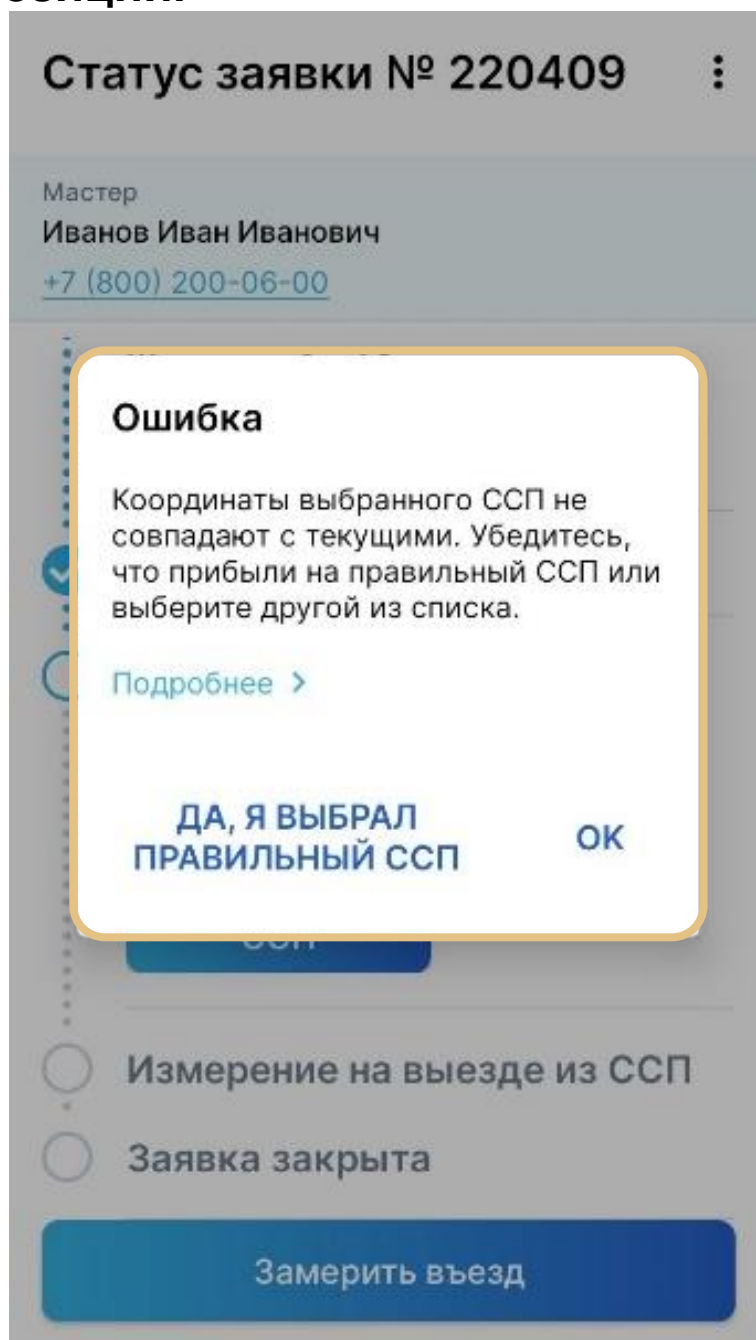 Статус заявки № 220409
Мастер
Иванов Иван Иванович
+7 (800) 200-06-00
Ошибка
Координаты выбранного ССП не
совпадают с текущими. Убедитесь,
что прибыли на правильный ССП или
выберите другой из списка.
Подробнее >
ДА, Я ВЫБРАЛ
ПРАВИЛЬНЫЙ ССП
ОК
ССП
Измерение на выезде из ССП
Заявка закрыта
Замерить въезд